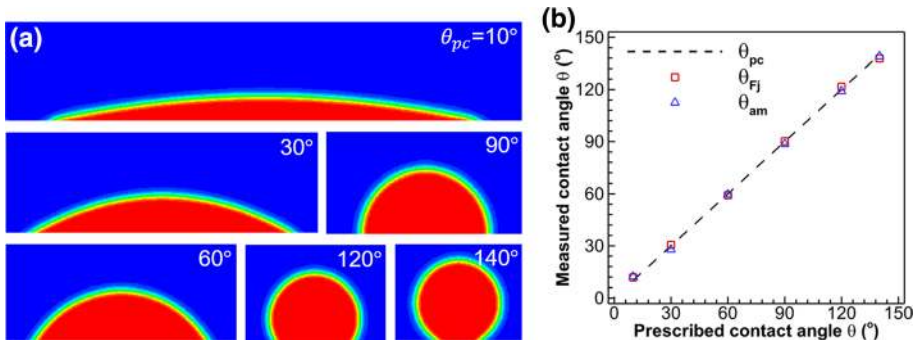 (a)
θpc=10°
30°
90°
60°
120°
140°
(b)
Measured contact angle θ (°)
150
120
90
60
30
0
θpc
θFj
θam
0
30
60
90
120
150
Prescribed contact angle θ (°)